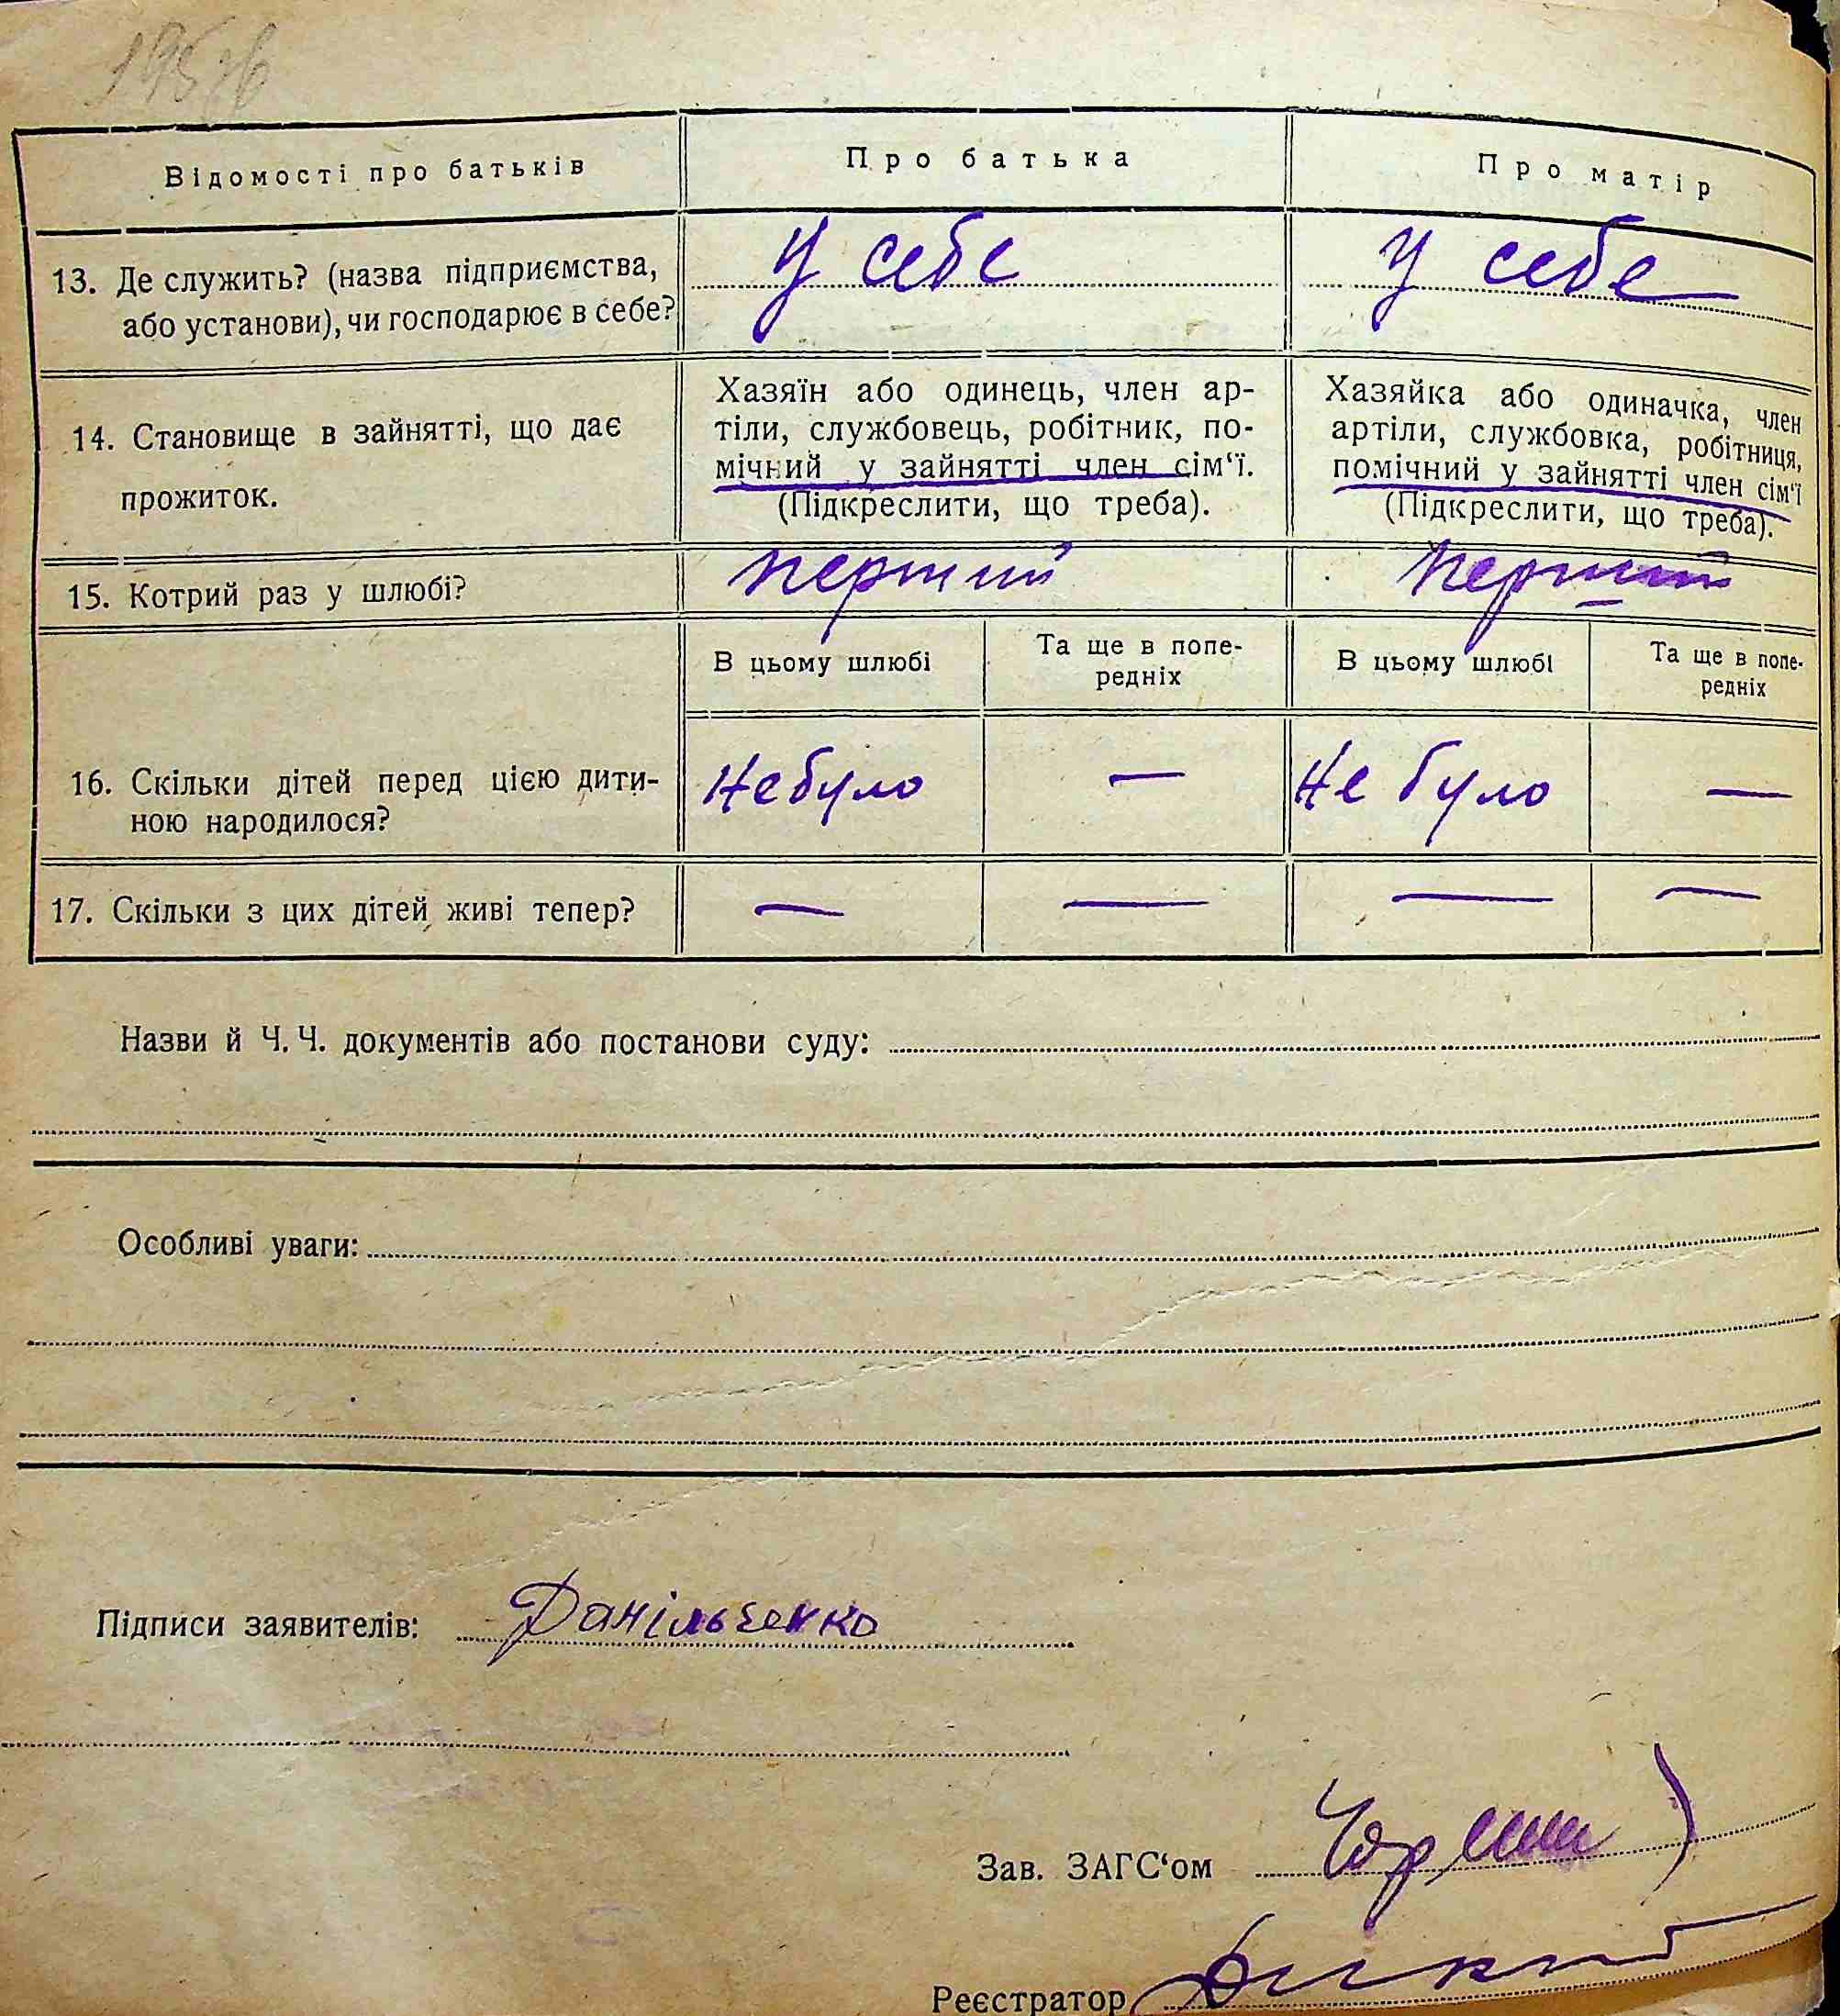 Відомості про батьків
Про батька
Про матір
13. Де служить? (назва підприємства,
або установи), чи господарює в себе?
У себе
У себе
14. Становище в зайнятті, що дає
прожиток.
Хазяїн або одинець, член ар-
тіли, службовець, робітник, по-
мічний у зайнятті член сім‘ї.
(Підкреслити, що треба).
Хазяйка або одиначка, член
артіли, службовка, робітниця,
помічний у зайнятті член сім‘ї
(Підкреслити, що треба).
15. Котрий раз у шлюбі?
перший
перший
В цьому шлюбі
Та ще в попе-
редніх
В цьому шлюбі
Та ще в попе-
редніх
16. Скільки дітей перед цією дити-
ною народилося?
Не було
—
Не було
—
17. Скільки з цих дітей живі тепер?
—
—
—
—
Назви й Ч. Ч. документів або постанови суду:
Особливі уваги:
Підписи заявителів: Данільченко
Зав. ЗАГС‘ом
Реєстратор